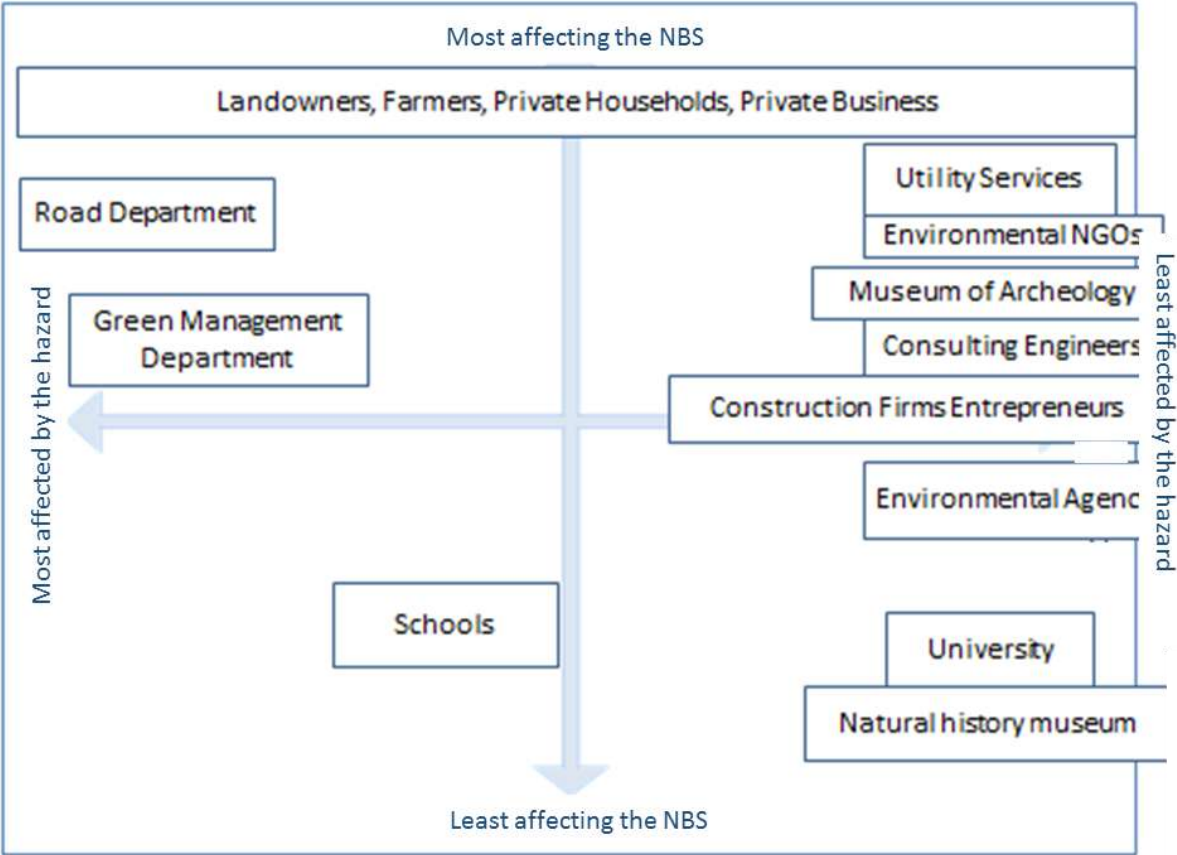 Most affecting the NBS
Landowners, Farmers, Private Households, Private Business
Utility Services
Road Department
Environmental NGOs
Museum of Archeology
Green Management
Department
Consulting Engineers
Construction Firms Entrepreneurs
Most affected by the hazard
Least affected by the hazard
Environmental Agenc
Schools
University
Natural history museum
Least affecting the NBS